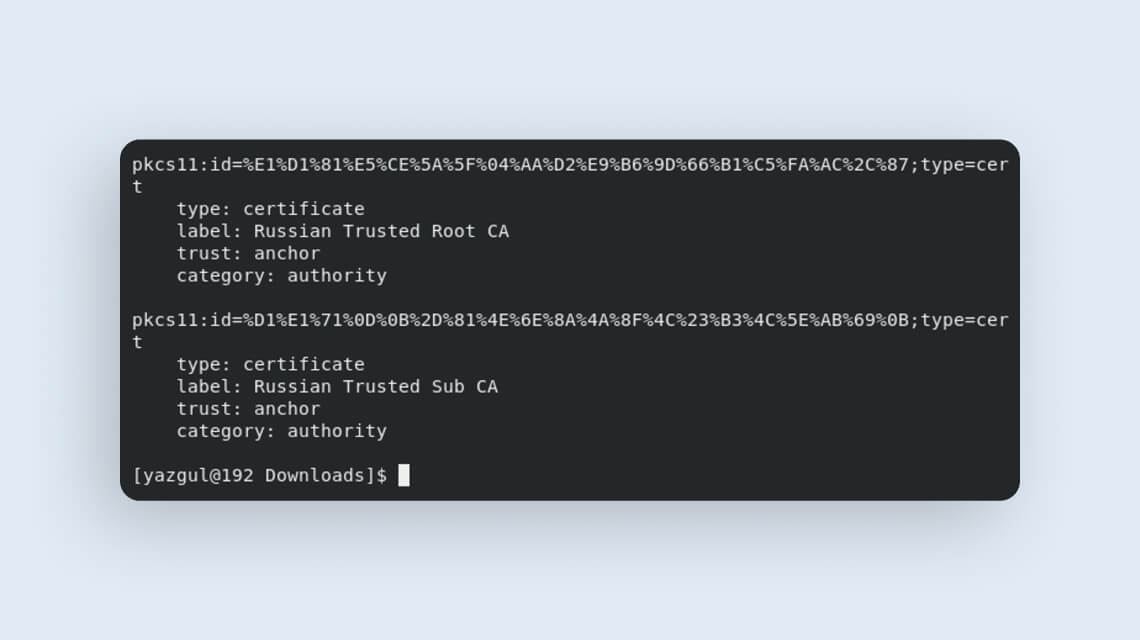 pkcs11:id=%E1%D1%81%E5%CE%5A%5F%04%AA%D2%E9%B6%9D%66%B1%C5%FA%AC%2C%87;type=cer
t
    type: certificate
    label: Russian Trusted Root CA
    trust: anchor
    category: authority

pkcs11:id=%D1%E1%71%0D%0B%2D%81%4E%6E%8A%4A%8F%4C%23%B3%4C%5E%AB%69%0B;type=cer
t
    type: certificate
    label: Russian Trusted Sub CA
    trust: anchor
    category: authority

[yazgul@192 Downloads]$